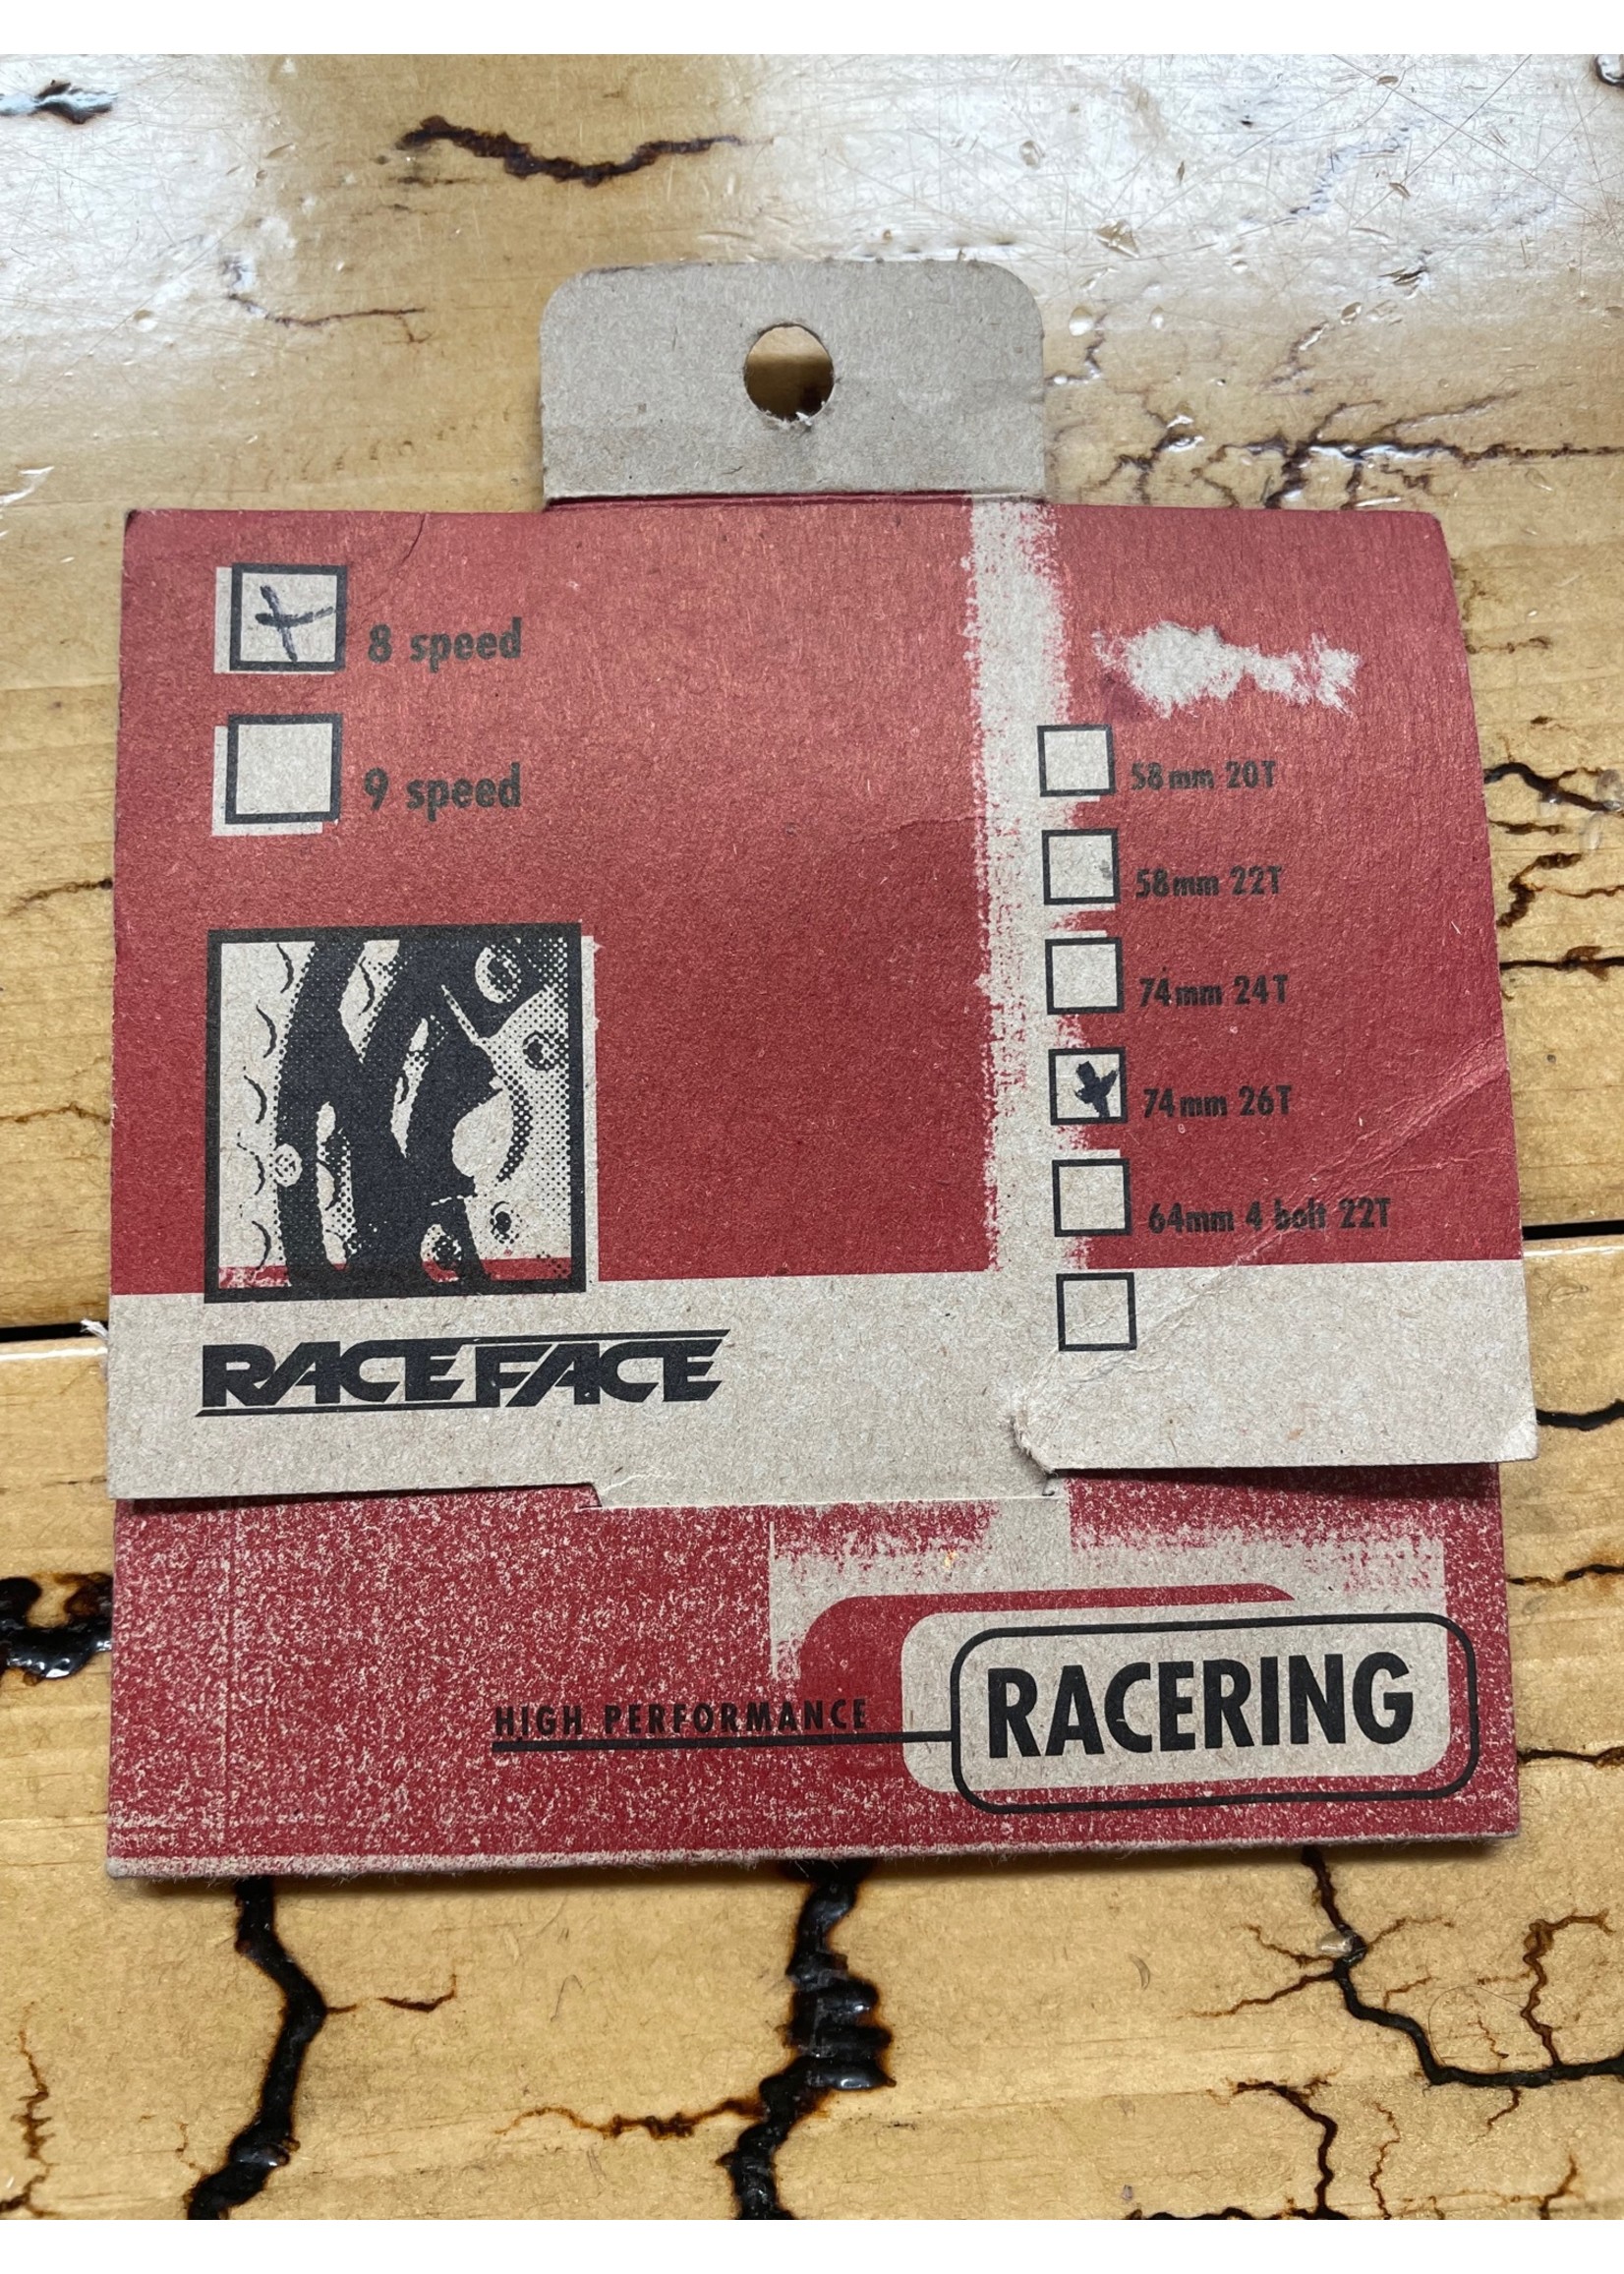 8 speed
9 speed
58mm 20T
58mm 22T
74mm 24T
74mm 26T
64mm 4 bolt 22T
RACEFACE
HIGH PERFORMANCE
RACERING